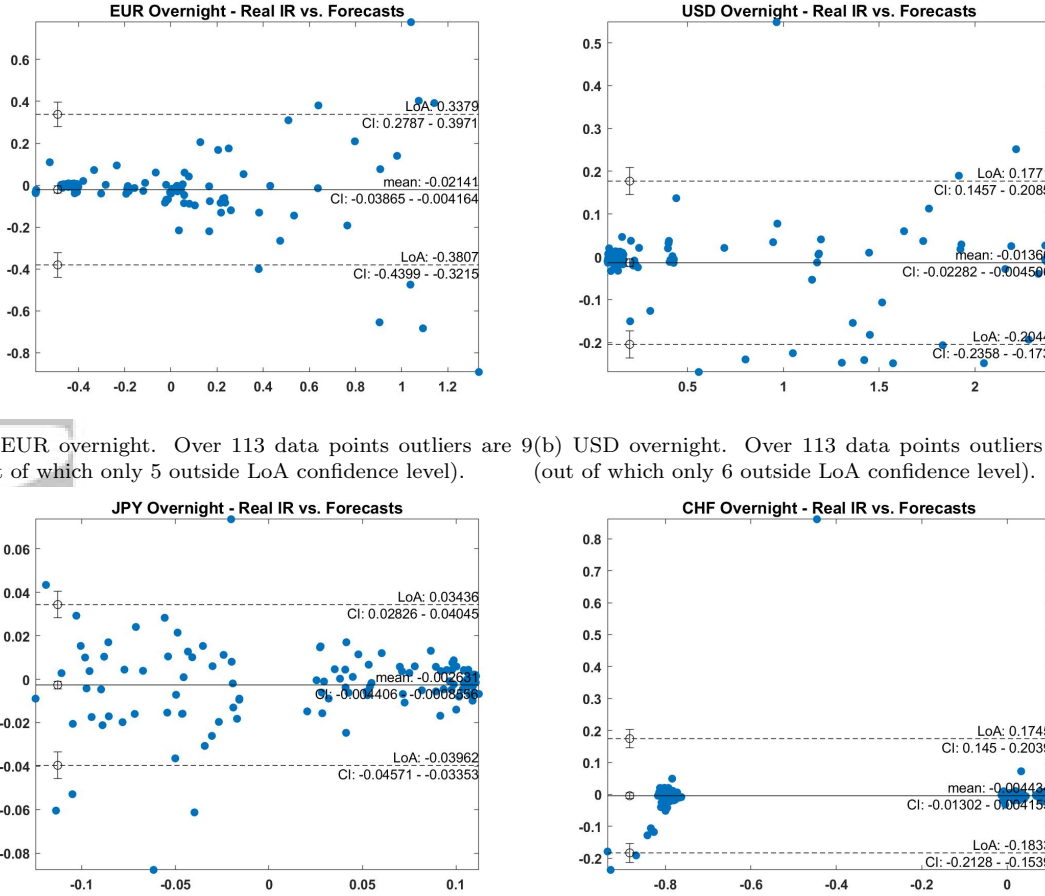 EUR Overnight - Real IR vs. Forecasts
0.6
0.4
0.2
0
-0.2
-0.4
-0.6
-0.8
LoA: 0.3379
CI: 0.2787 - 0.3971
mean: -0.02141
CI: -0.03865 - -0.004164
LoA: -0.3807
CI: -0.4399 - -0.3215
-0.4 -0.2 0 0.2 0.4 0.6 0.8 1 1.2
USD Overnight - Real IR vs. Forecasts
0.5
0.4
0.3
0.2
0.1
0
-0.1
-0.2
LoA: 0.177
CI: 0.1457 - 0.208
mean: -0.0136
CI: -0.02282 - -0.00450
LoA: -0.204
CI: -0.2358 - -0.173
0.5 1 1.5 2
EUR overnight. Over 113 data points outliers are 9
of which only 5 outside LoA confidence level).
(b) USD overnight. Over 113 data points outliers
(out of which only 6 outside LoA confidence level).
JPY Overnight - Real IR vs. Forecasts
0.06
0.04
0.02
0
-0.02
-0.04
-0.06
-0.08
LoA: 0.03436
CI: 0.02826 - 0.04045
mean: -0.002631
CI: -0.004406 - -0.0008556
LoA: -0.03962
CI: -0.04571 - -0.03353
-0.1 -0.05 0 0.05 0.1
CHF Overnight - Real IR vs. Forecasts
0.8
0.7
0.6
0.5
0.4
0.3
0.2
0.1
0
-0.1
-0.2
LoA: 0.174
CI: 0.145 - 0.203
mean: -0.00443
CI: -0.01302 - 0.00415
LoA: -0.183
CI: -0.2128 - -0.153
-0.8 -0.6 -0.4 -0.2 0